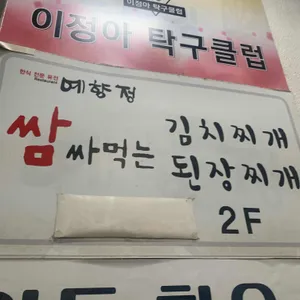 이정아 탁구클럽
이정아 탁구클럽
한식 전문 음식
Restaurant
예향정
쌈 싸먹는 김치찌개
된장찌개
2F